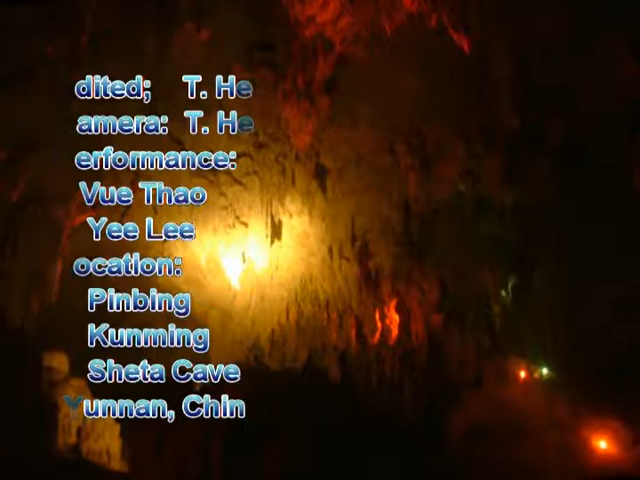 dited; T. He
amera: T. He
erformance:
Vue Thao
Yee Lee
ocation:
Pinbing
Kunming
Sheta Cave
Yunnan, Chin